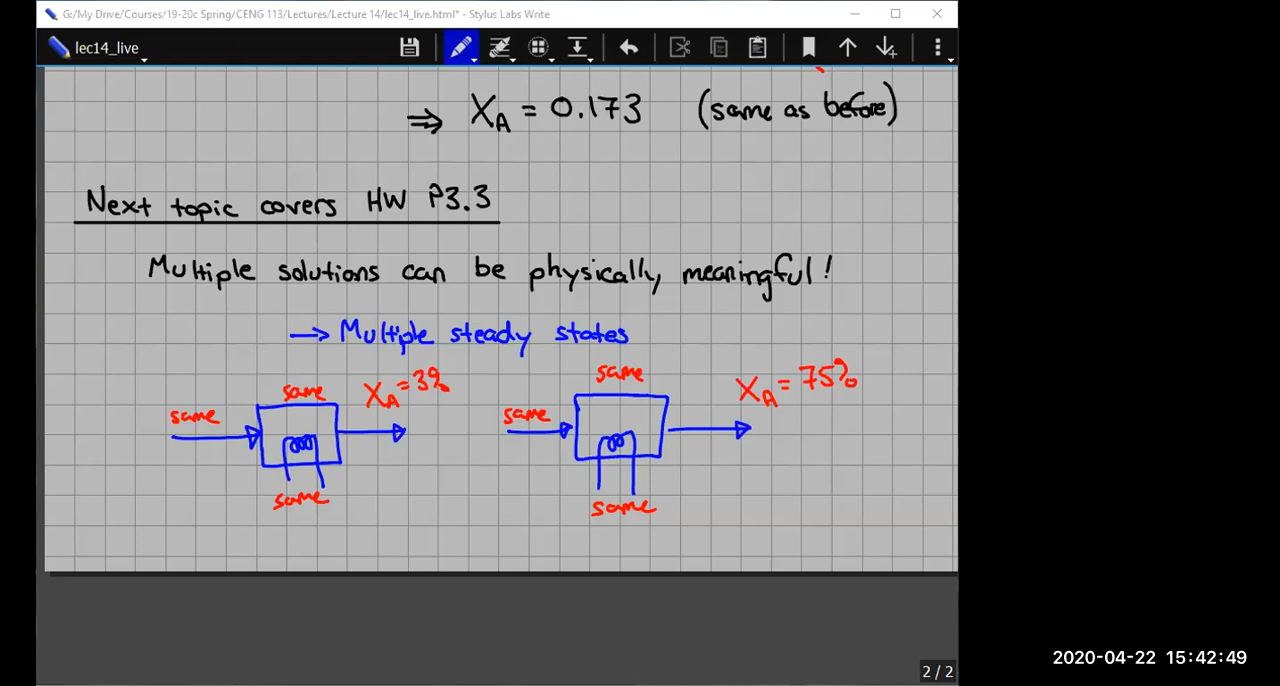 G:/My Drive/Courses/19-20c Spring/CENG 113/Lectures/Lecture 14/lec14_live.html* - Stylus Labs Write
lec14_live
⇒ XA = 0.173 (same as before)
Next topic covers HW P3.3
Multiple solutions can be physically meaningful!
→ Multiple steady states
same same XA = 3% same same XA = 75%
same same
2 / 2
2020-04-22 15:42:49